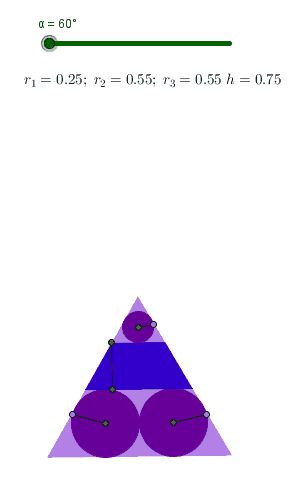 α = 60°
r₁ = 0.25; r₂ = 0.55; r₃ = 0.55 h = 0.75